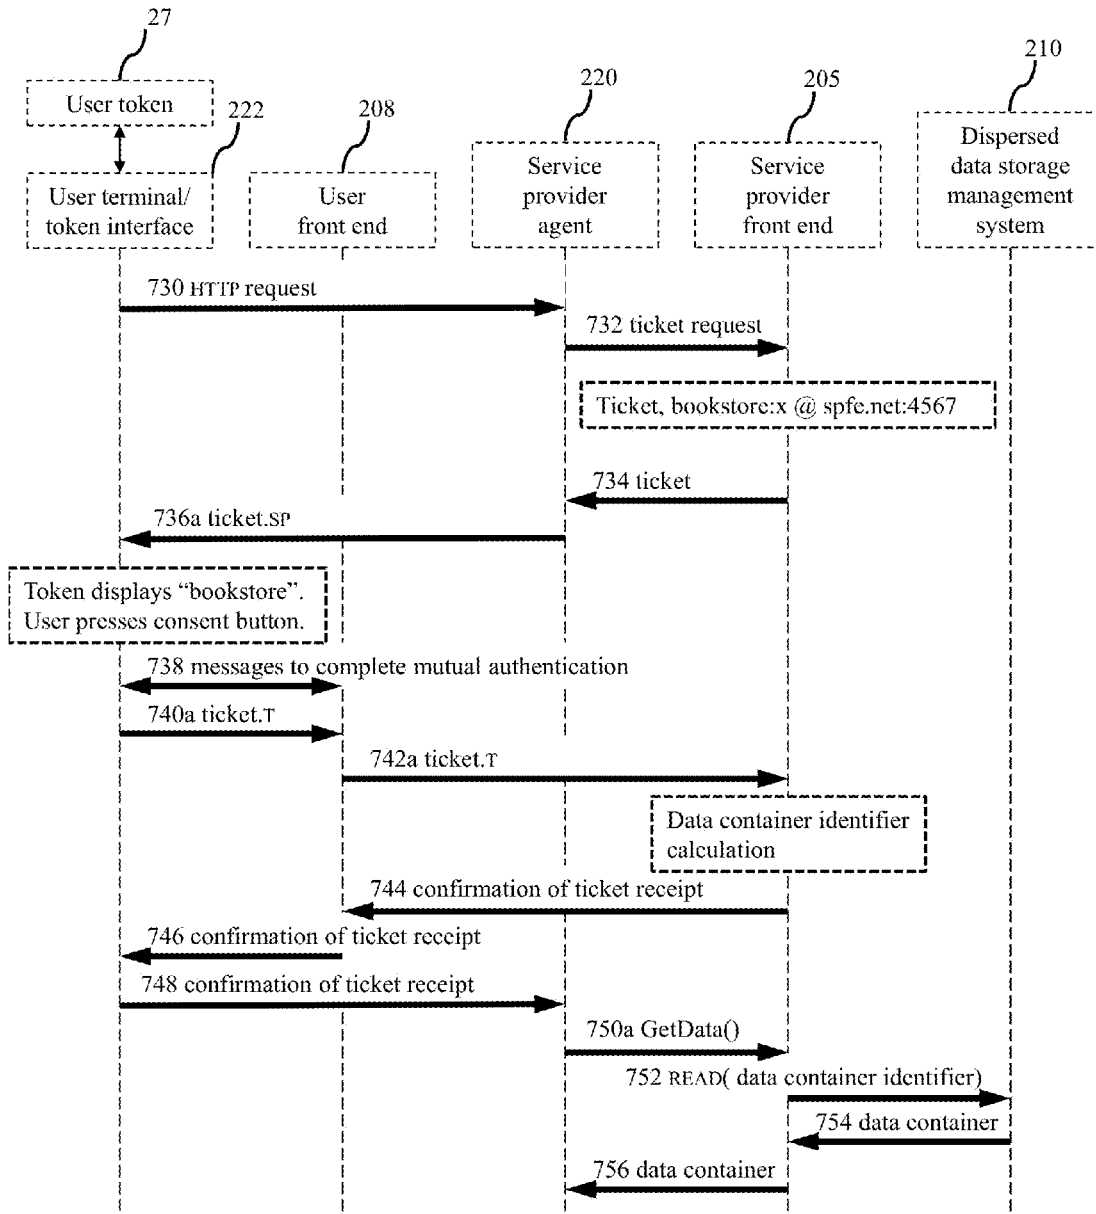 27
220
205
210
User token
222
208
User terminal/
token interface
User
front end
Service
provider
agent
Service
provider
front end
Dispersed
data storage
management
system
730 HTTP request
732 ticket request
Ticket, bookstore:x @ spfe.net:4567
734 ticket
736a ticket.SP
Token displays “bookstore”.
User presses consent button.
738 messages to complete mutual authentication
740a ticket.T
742a ticket.T
Data container identifier
calculation
744 confirmation of ticket receipt
746 confirmation of ticket receipt
748 confirmation of ticket receipt
750a GetData()
752 READ( data container identifier)
754 data container
756 data container